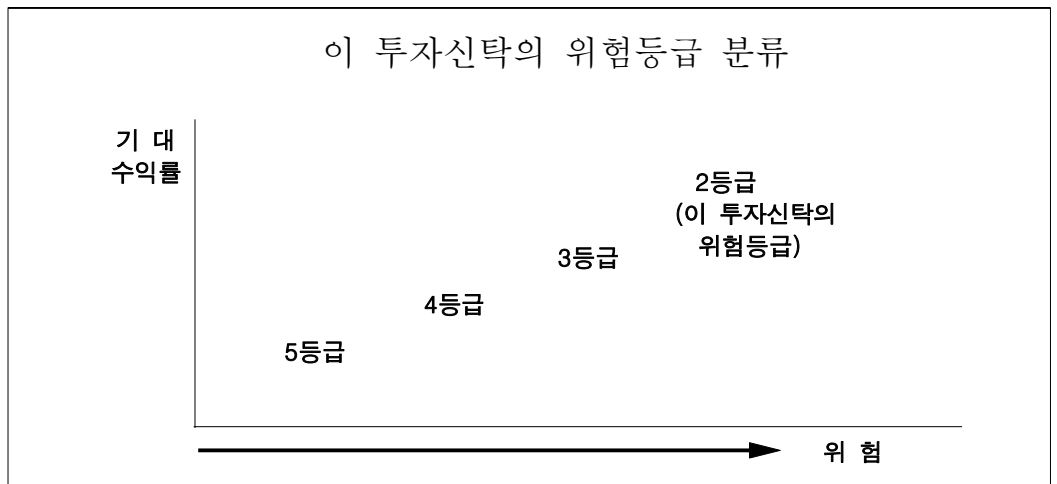 이 투자신탁의 위험등급 분류
기 대
수익률
2등급
(이 투자신탁의
위험등급)
3등급
4등급
5등급
위 험